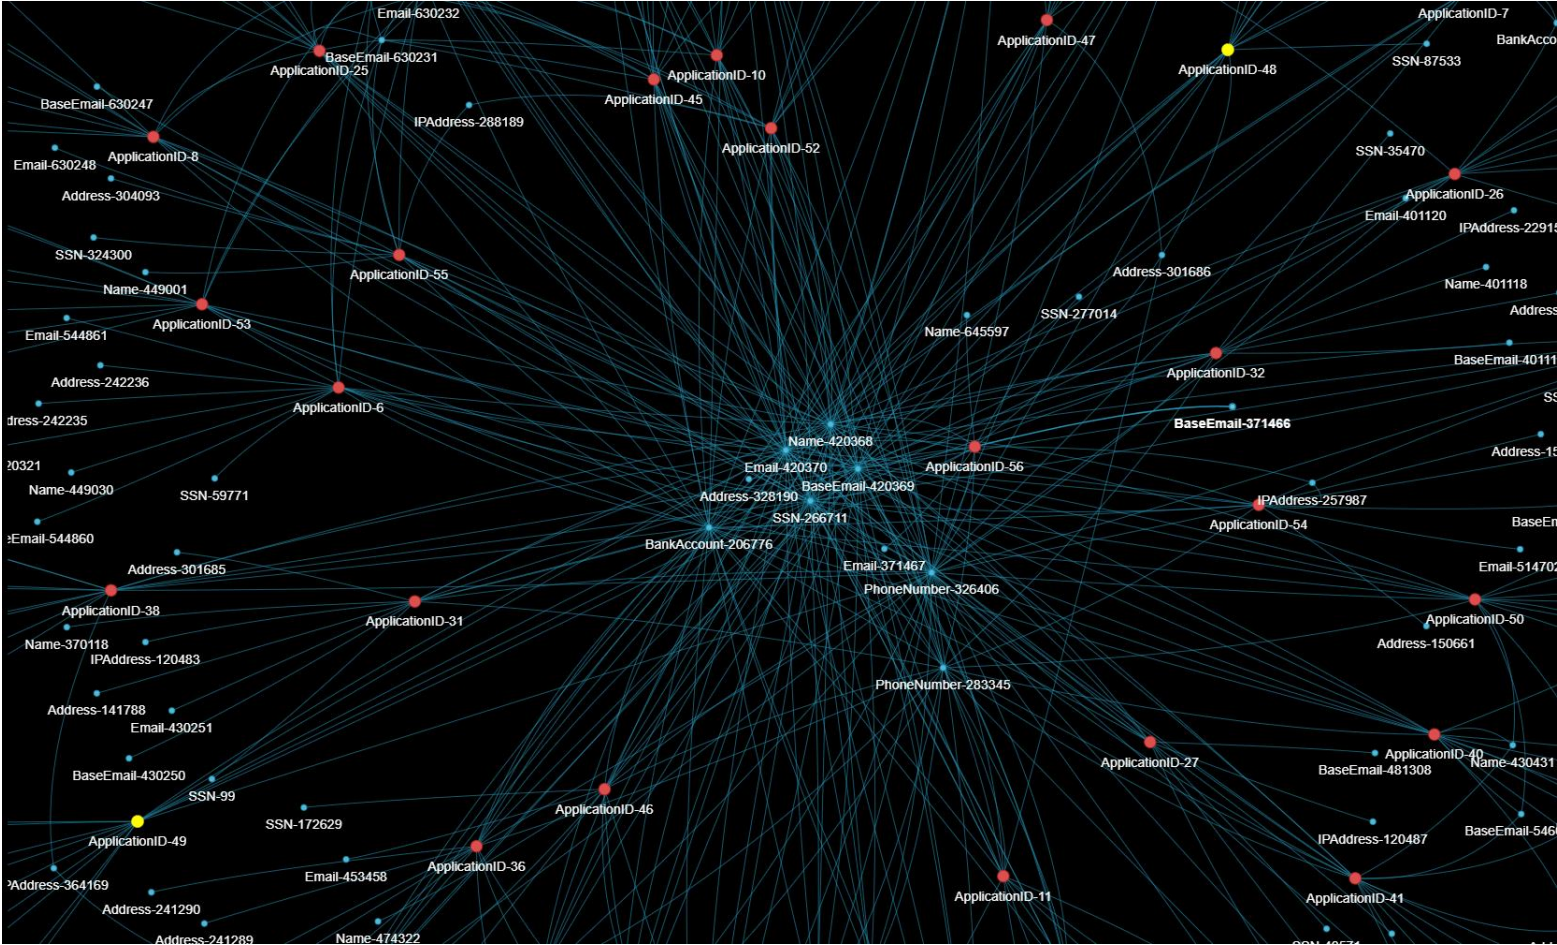 Email-630232
ApplicationID-7
BankAcco
ApplicationID-47
BaseEmail-630231
SSN-87533
ApplicationID-25
ApplicationID-48
ApplicationID-10
ApplicationID-45
BaseEmail-630247
IPAddress-288189
ApplicationID-52
SSN-35470
ApplicationID-8
Email-630248
Address-304093
ApplicationID-26
Email-401120
IPAddress-22915
SSN-324300
ApplicationID-55
Address-301686
Name-449001
Name-401118
Address
SSN-277014
ApplicationID-53
Name-645597
Email-544861
BaseEmail-40111
ApplicationID-32
Address-242236
SS
ApplicationID-6
dress-242235
BaseEmail-371466
Name-420368
Address-15
20321
Email-420370
ApplicationID-56
Name-449030
SSN-59771
Address-328190
BaseEmail-420369
IPAddress-257987
SSN-266711
ApplicationID-54
BaseEm
Email-544860
BankAccount-206776
Address-301685
Email-371467
Email-514702
PhoneNumber-326406
ApplicationID-38
ApplicationID-31
ApplicationID-50
Name-370118
Address-150661
IPAddress-120483
PhoneNumber-283345
Address-141788
Email-430251
ApplicationID-40
Name-430431
ApplicationID-27
BaseEmail-481308
BaseEmail-430250
SSN-99
ApplicationID-46
SSN-172629
BaseEmail-546
ApplicationID-49
IPAddress-120487
ApplicationID-36
Email-453458
PAddress-364169
ApplicationID-11
ApplicationID-41
Address-241290
Address-241289
Name-474322